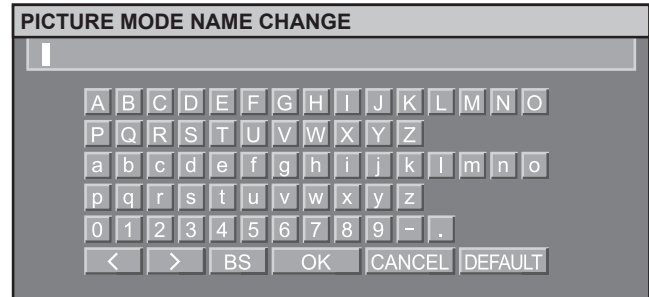 PICTURE MODE NAME CHANGE
A B C D E F G H I J K L M N O
P Q R S T U V W X Y Z
a b c d e f g h i j k l m n o
p q r s t u v w x y z
0 1 2 3 4 5 6 7 8 9 - .
< > BS OK CANCEL DEFAULT